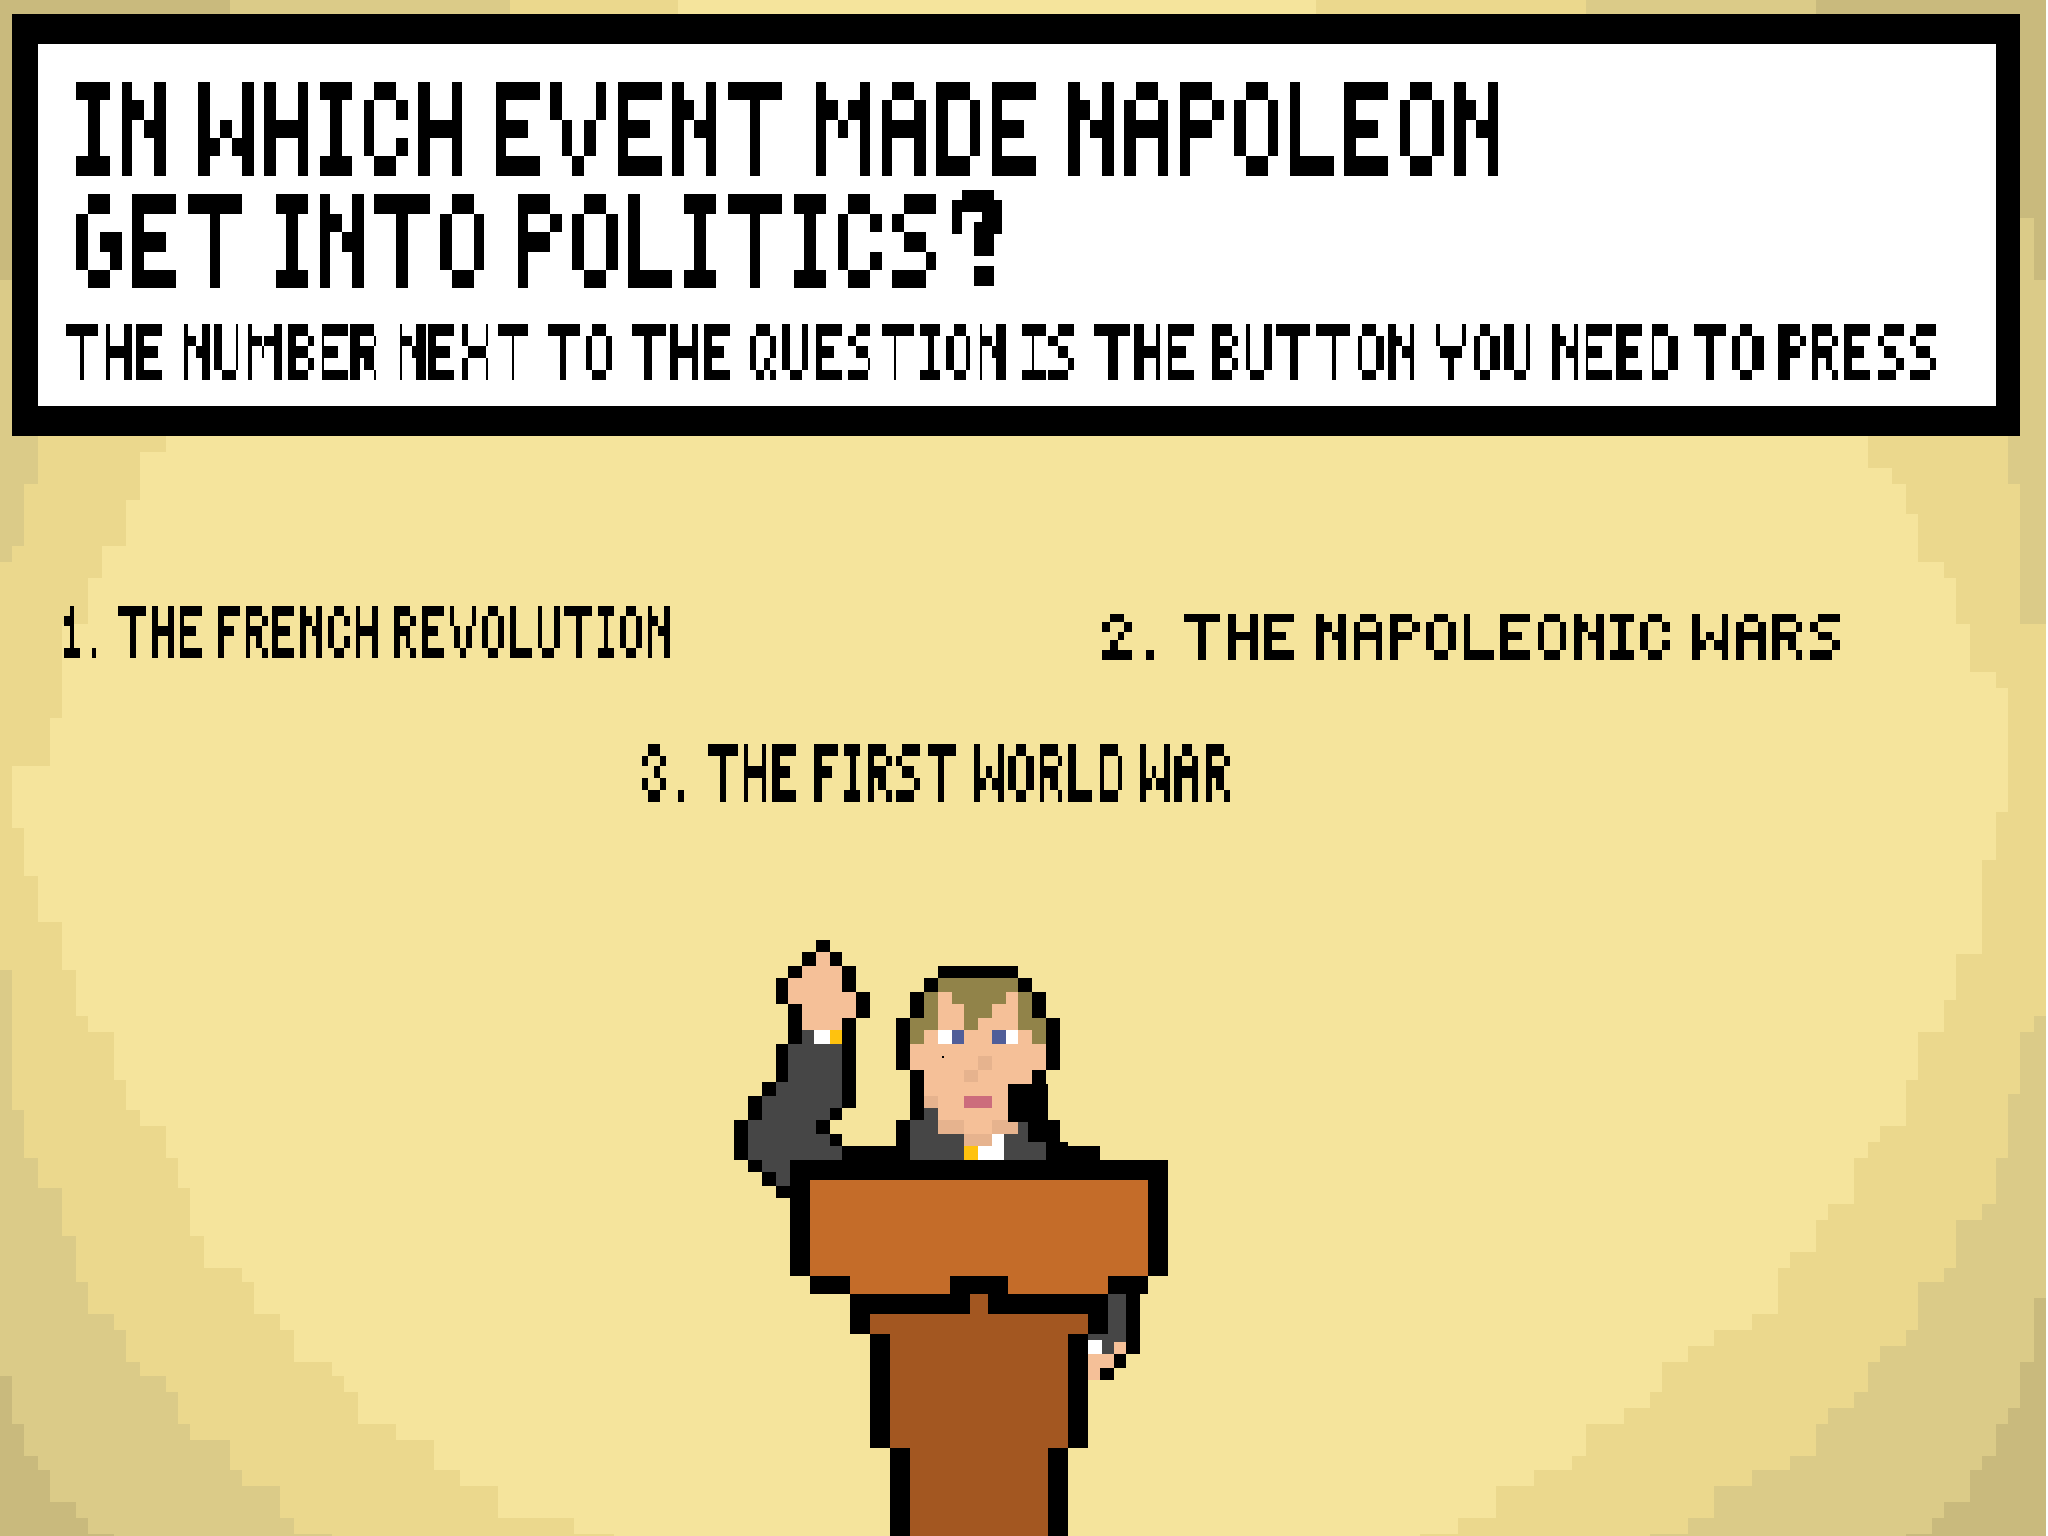 IN WHICH EVENT MADE NAPOLEON
GET INTO POLITICS?
THE NUMBER NEXT TO THE QUESTION IS THE BUTTON YOU NEED TO PRESS
1. THE FRENCH REVOLUTION
2. THE NAPOLEONIC WARS
3. THE FIRST WORLD WAR